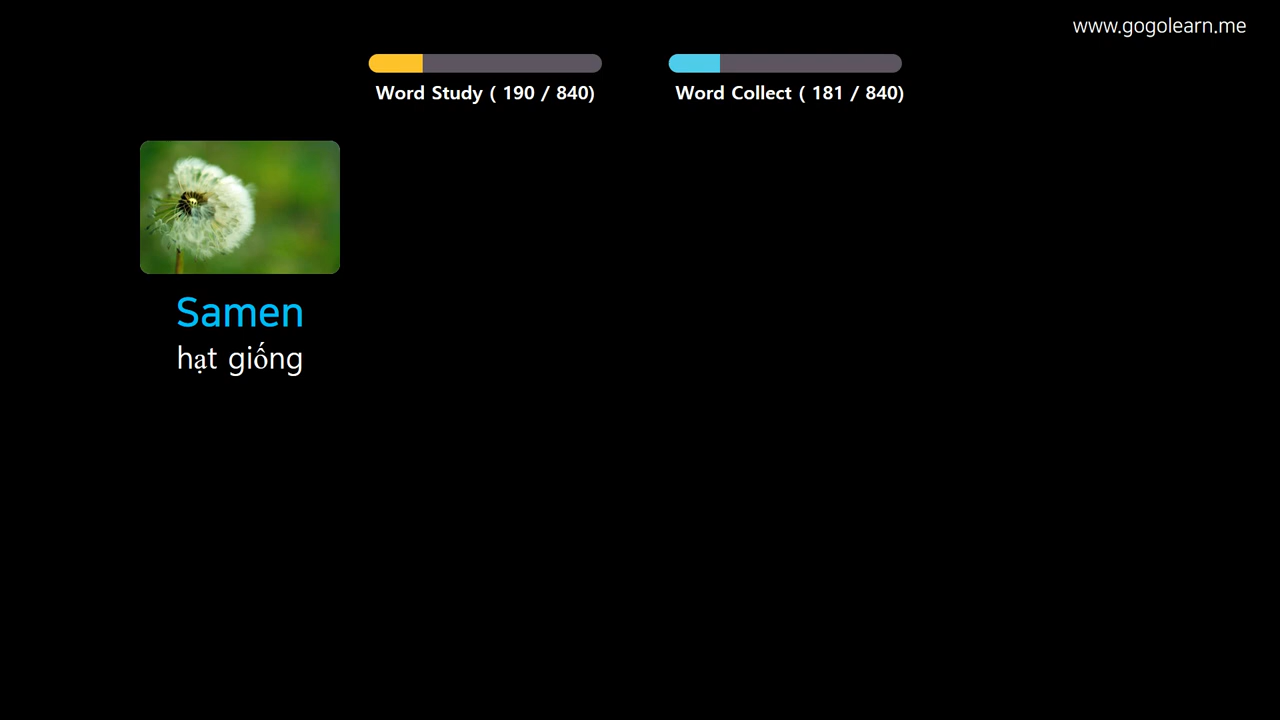 www.gogolearn.me
Word Study ( 190 / 840)
Word Collect ( 181 / 840)
Samen
hạt giống